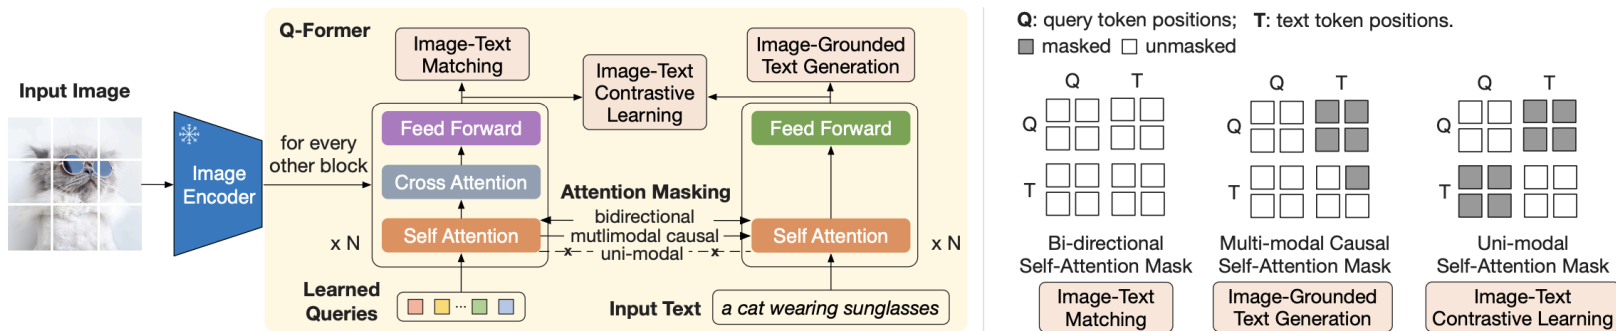 Q-Former
Input Image
Image
Encoder
for every
other block
Image-Text
Matching
Image-Text
Contrastive
Learning
Image-Grounded
Text Generation
Feed Forward
Cross Attention
Self Attention
x N
Feed Forward
Self Attention
x N
Attention Masking
bidirectional
mutlimodal causal
x uni-modal x
Learned
Queries
...
Input Text
a cat wearing sunglasses
Q: query token positions; T: text token positions.
masked unmasked
Q T
Q
T
Bi-directional
Self-Attention Mask
Image-Text
Matching
Q T
Q
T
Multi-modal Causal
Self-Attention Mask
Image-Grounded
Text Generation
Q T
Q
T
Uni-modal
Self-Attention Mask
Image-Text
Contrastive Learning